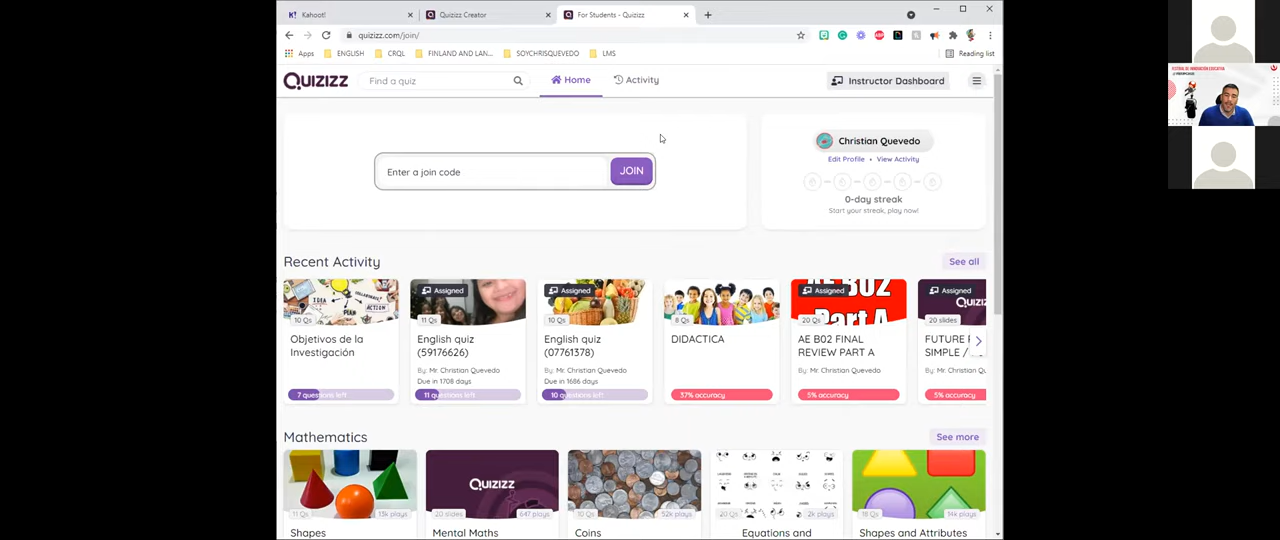 Kahoot!
Quizizz Creator
For Students - Quizizz
quizizz.com/join/
Apps
ENGLISH
CRQL
FINLAND AND LAN...
SOYCHRISQUEVEDO
LMS
Reading list
QUIZIZZ
Find a quiz
Home
Activity
Instructor Dashboard
Enter a join code
JOIN
Christian Quevedo
Edit Profile • View Activity
0-day streak
Start your streak, play now!
Recent Activity
See all
10 Qs
Objetivos de la
Investigación
7 questions left
Assigned
11 Qs
English quiz
(59176626)
By: Mr. Christian Quevedo
Due in 1708 days
11 questions left
Assigned
10 Qs
English quiz
(07761378)
By: Mr. Christian Quevedo
Due in 1686 days
10 questions left
8 Qs
DIDACTICA
37% accuracy
AE B02
Part A
Assigned
20 Qs
AE B02 FINAL
REVIEW PART A
By: Mr. Christian Quevedo
5% accuracy
Assigned
20 slides
FUTURE
SIMPLE /
By: Mr. Christian Q
5% accuracy
Mathematics
See more
11 Qs
13k plays
Shapes
QUIZIZZ
20 slides
647 plays
Mental Maths
10 Qs
52k plays
Coins
20 Qs
2k plays
Equations and
18 Qs
14k plays
Shapes and Attributes